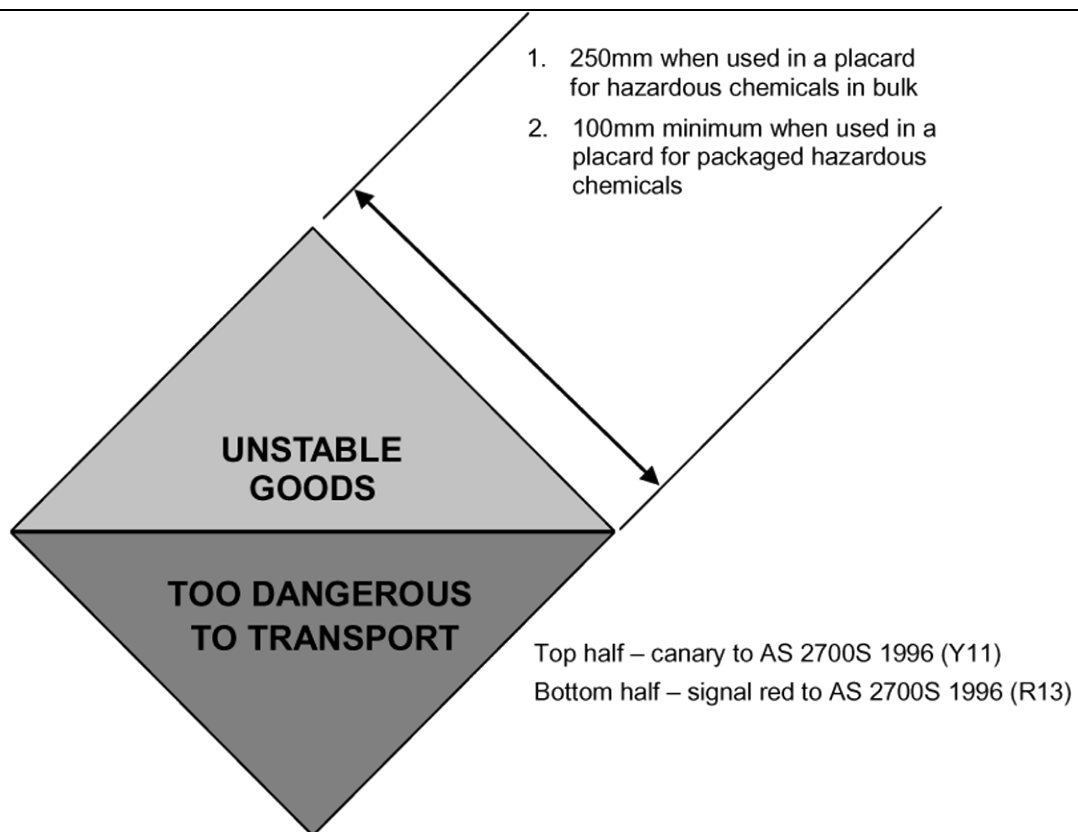 1. 250mm when used in a placard
for hazardous chemicals in bulk
2. 100mm minimum when used in a
placard for packaged hazardous
chemicals
UNSTABLE
GOODS
TOO DANGEROUS
TO TRANSPORT
Top half – canary to AS 2700S 1996 (Y11)
Bottom half – signal red to AS 2700S 1996 (R13)